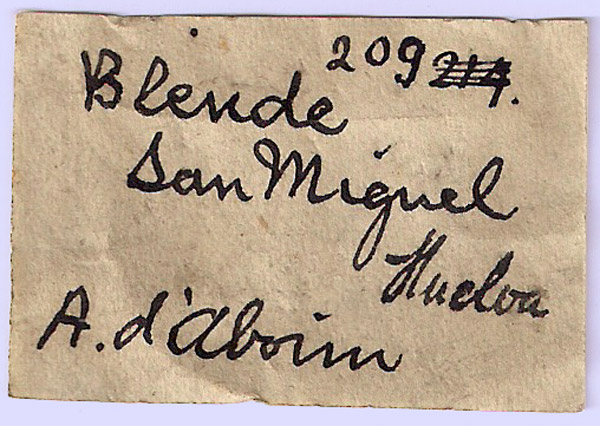 209 214.
Blende
San Miguel
Huelva
A. d'Aboim